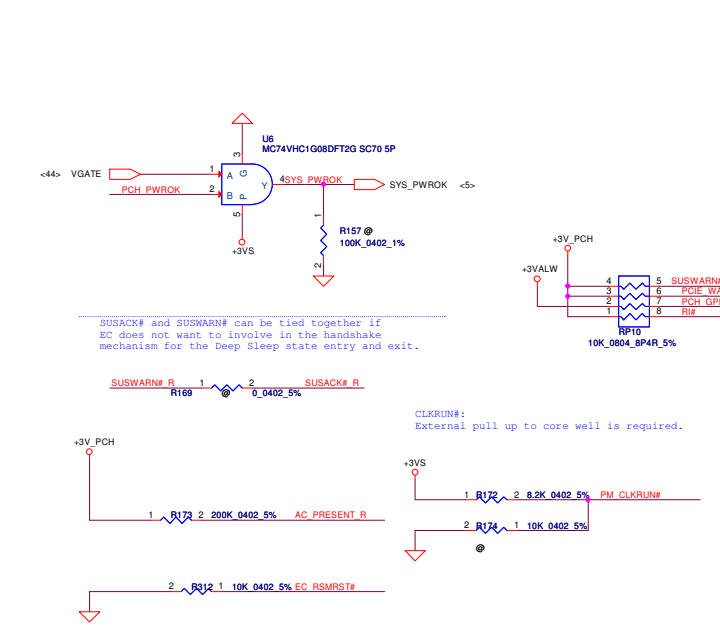 U6
MC74VHC1G08DFT2G SC70 5P
3
<44> VGATE 1 A G Y 4 SYS_PWROK SYS_PWROK <5>
PCH_PWROK 2 B P
5
+3VS
1
R157 @
100K_0402_1%
2
+3V_PCH
+3VALW
4 5 SUSWARN#
3 6 PCIE_WA
2 7 PCH_GP
1 8 RI#
RP10
10K_0804_8P4R_5%
SUSACK# and SUSWARN# can be tied together if
EC does not want to involve in the handshake
mechanism for the Deep Sleep state entry and exit.
SUSWARN#_R 1 2 SUSACK#_R
R169 @ 0_0402_5%
CLKRUN#:
External pull up to core well is required.
+3V_PCH
+3VS
1 R172 2 8.2K_0402_5% PM_CLKRUN#
1 R173 2 200K_0402_5% AC_PRESENT_R
2 R174 1 10K_0402_5%
@
2 R312 1 10K_0402_5% EC_RSMRST#